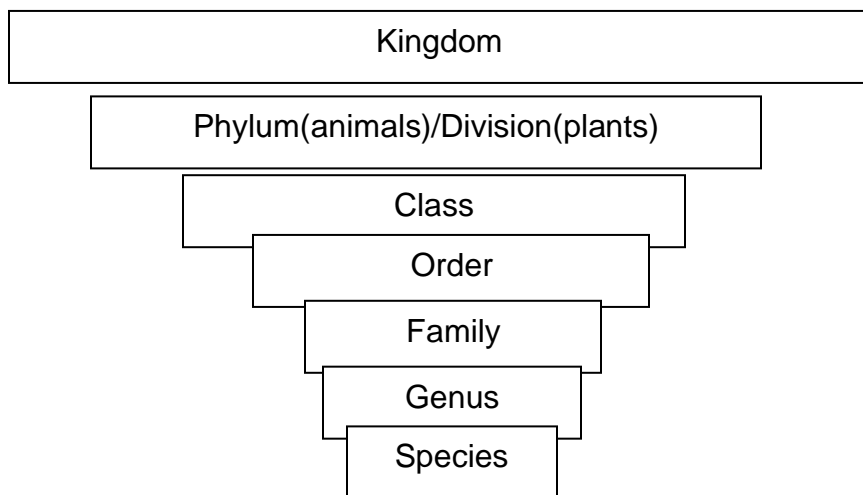 Kingdom
Phylum(animals)/Division(plants)
Class
Order
Family
Genus
Species